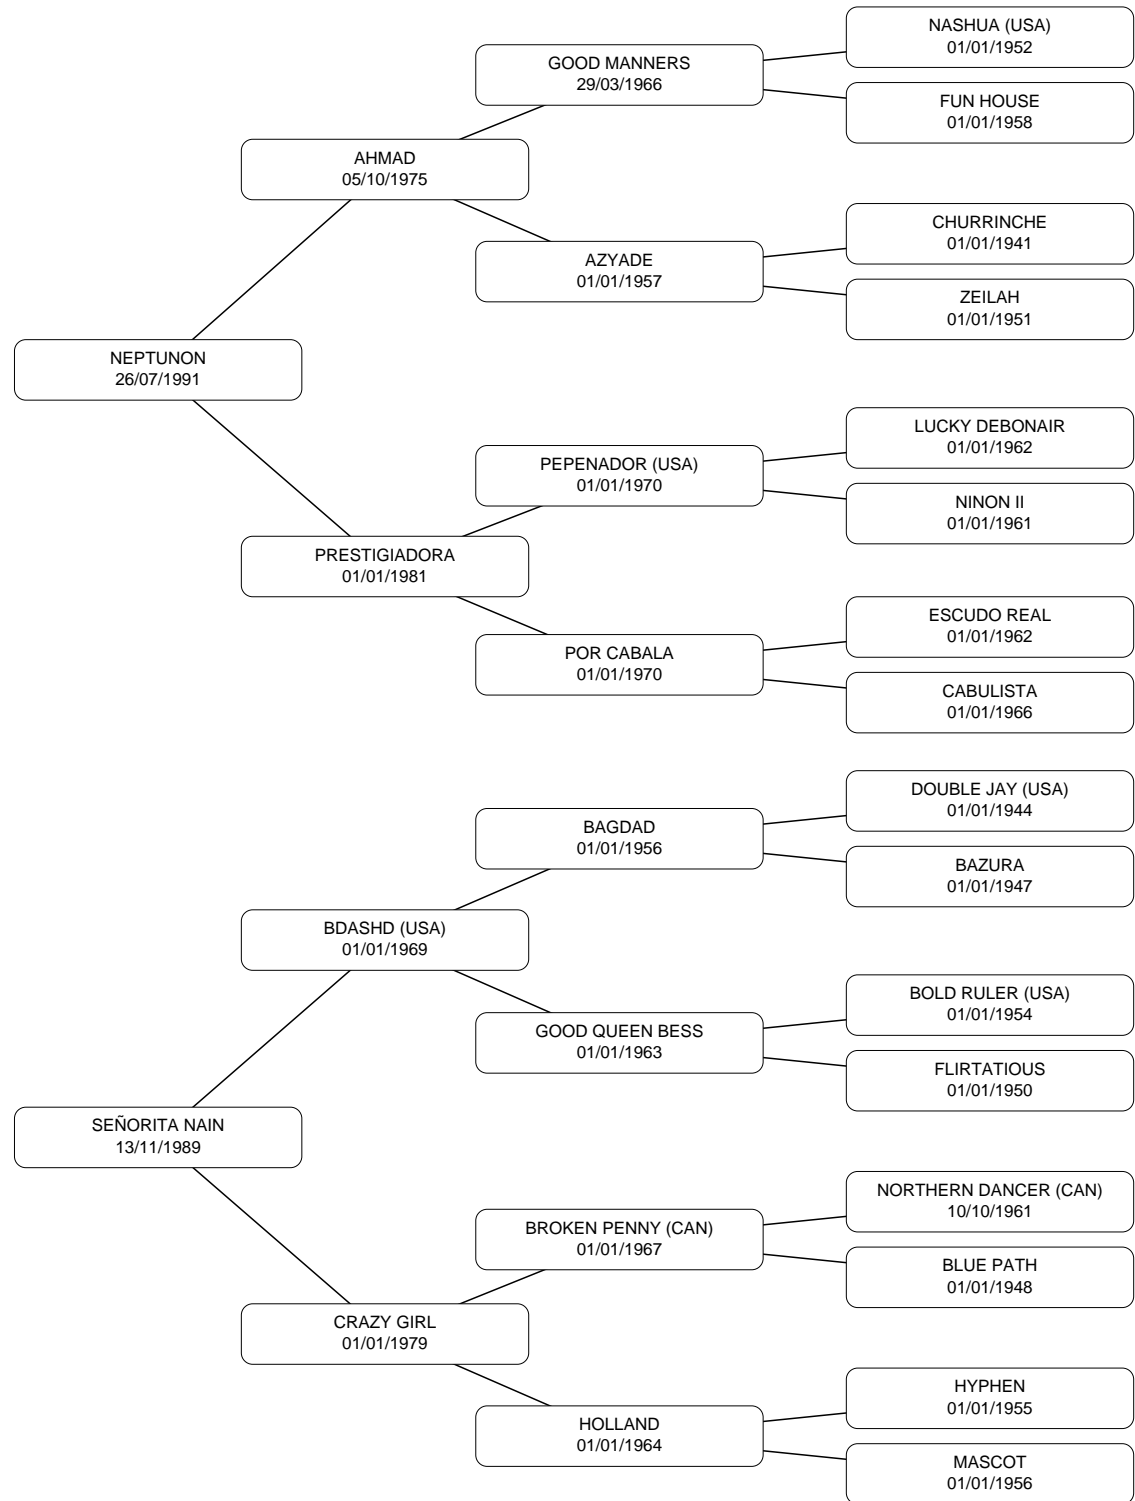 NASHUA (USA)
01/01/1952
GOOD MANNERS
29/03/1966
FUN HOUSE
01/01/1958
AHMAD
05/10/1975
CHURRINCHE
01/01/1941
AZYADE
01/01/1957
ZEILAH
01/01/1951
NEPTUNON
26/07/1991
LUCKY DEBONAIR
01/01/1962
PEPENADOR (USA)
01/01/1970
NINON II
01/01/1961
PRESTIGIADORA
01/01/1981
ESCUDO REAL
01/01/1962
POR CABALA
01/01/1970
CABULISTA
01/01/1966
DOUBLE JAY (USA)
01/01/1944
BAGDAD
01/01/1956
BAZURA
01/01/1947
BDASHD (USA)
01/01/1969
BOLD RULER (USA)
01/01/1954
GOOD QUEEN BESS
01/01/1963
FLIRTATIOUS
01/01/1950
SEÑORITA NAIN
13/11/1989
NORTHERN DANCER (CAN)
10/10/1961
BROKEN PENNY (CAN)
01/01/1967
BLUE PATH
01/01/1948
CRAZY GIRL
01/01/1979
HYPHEN
01/01/1955
HOLLAND
01/01/1964
MASCOT
01/01/1956